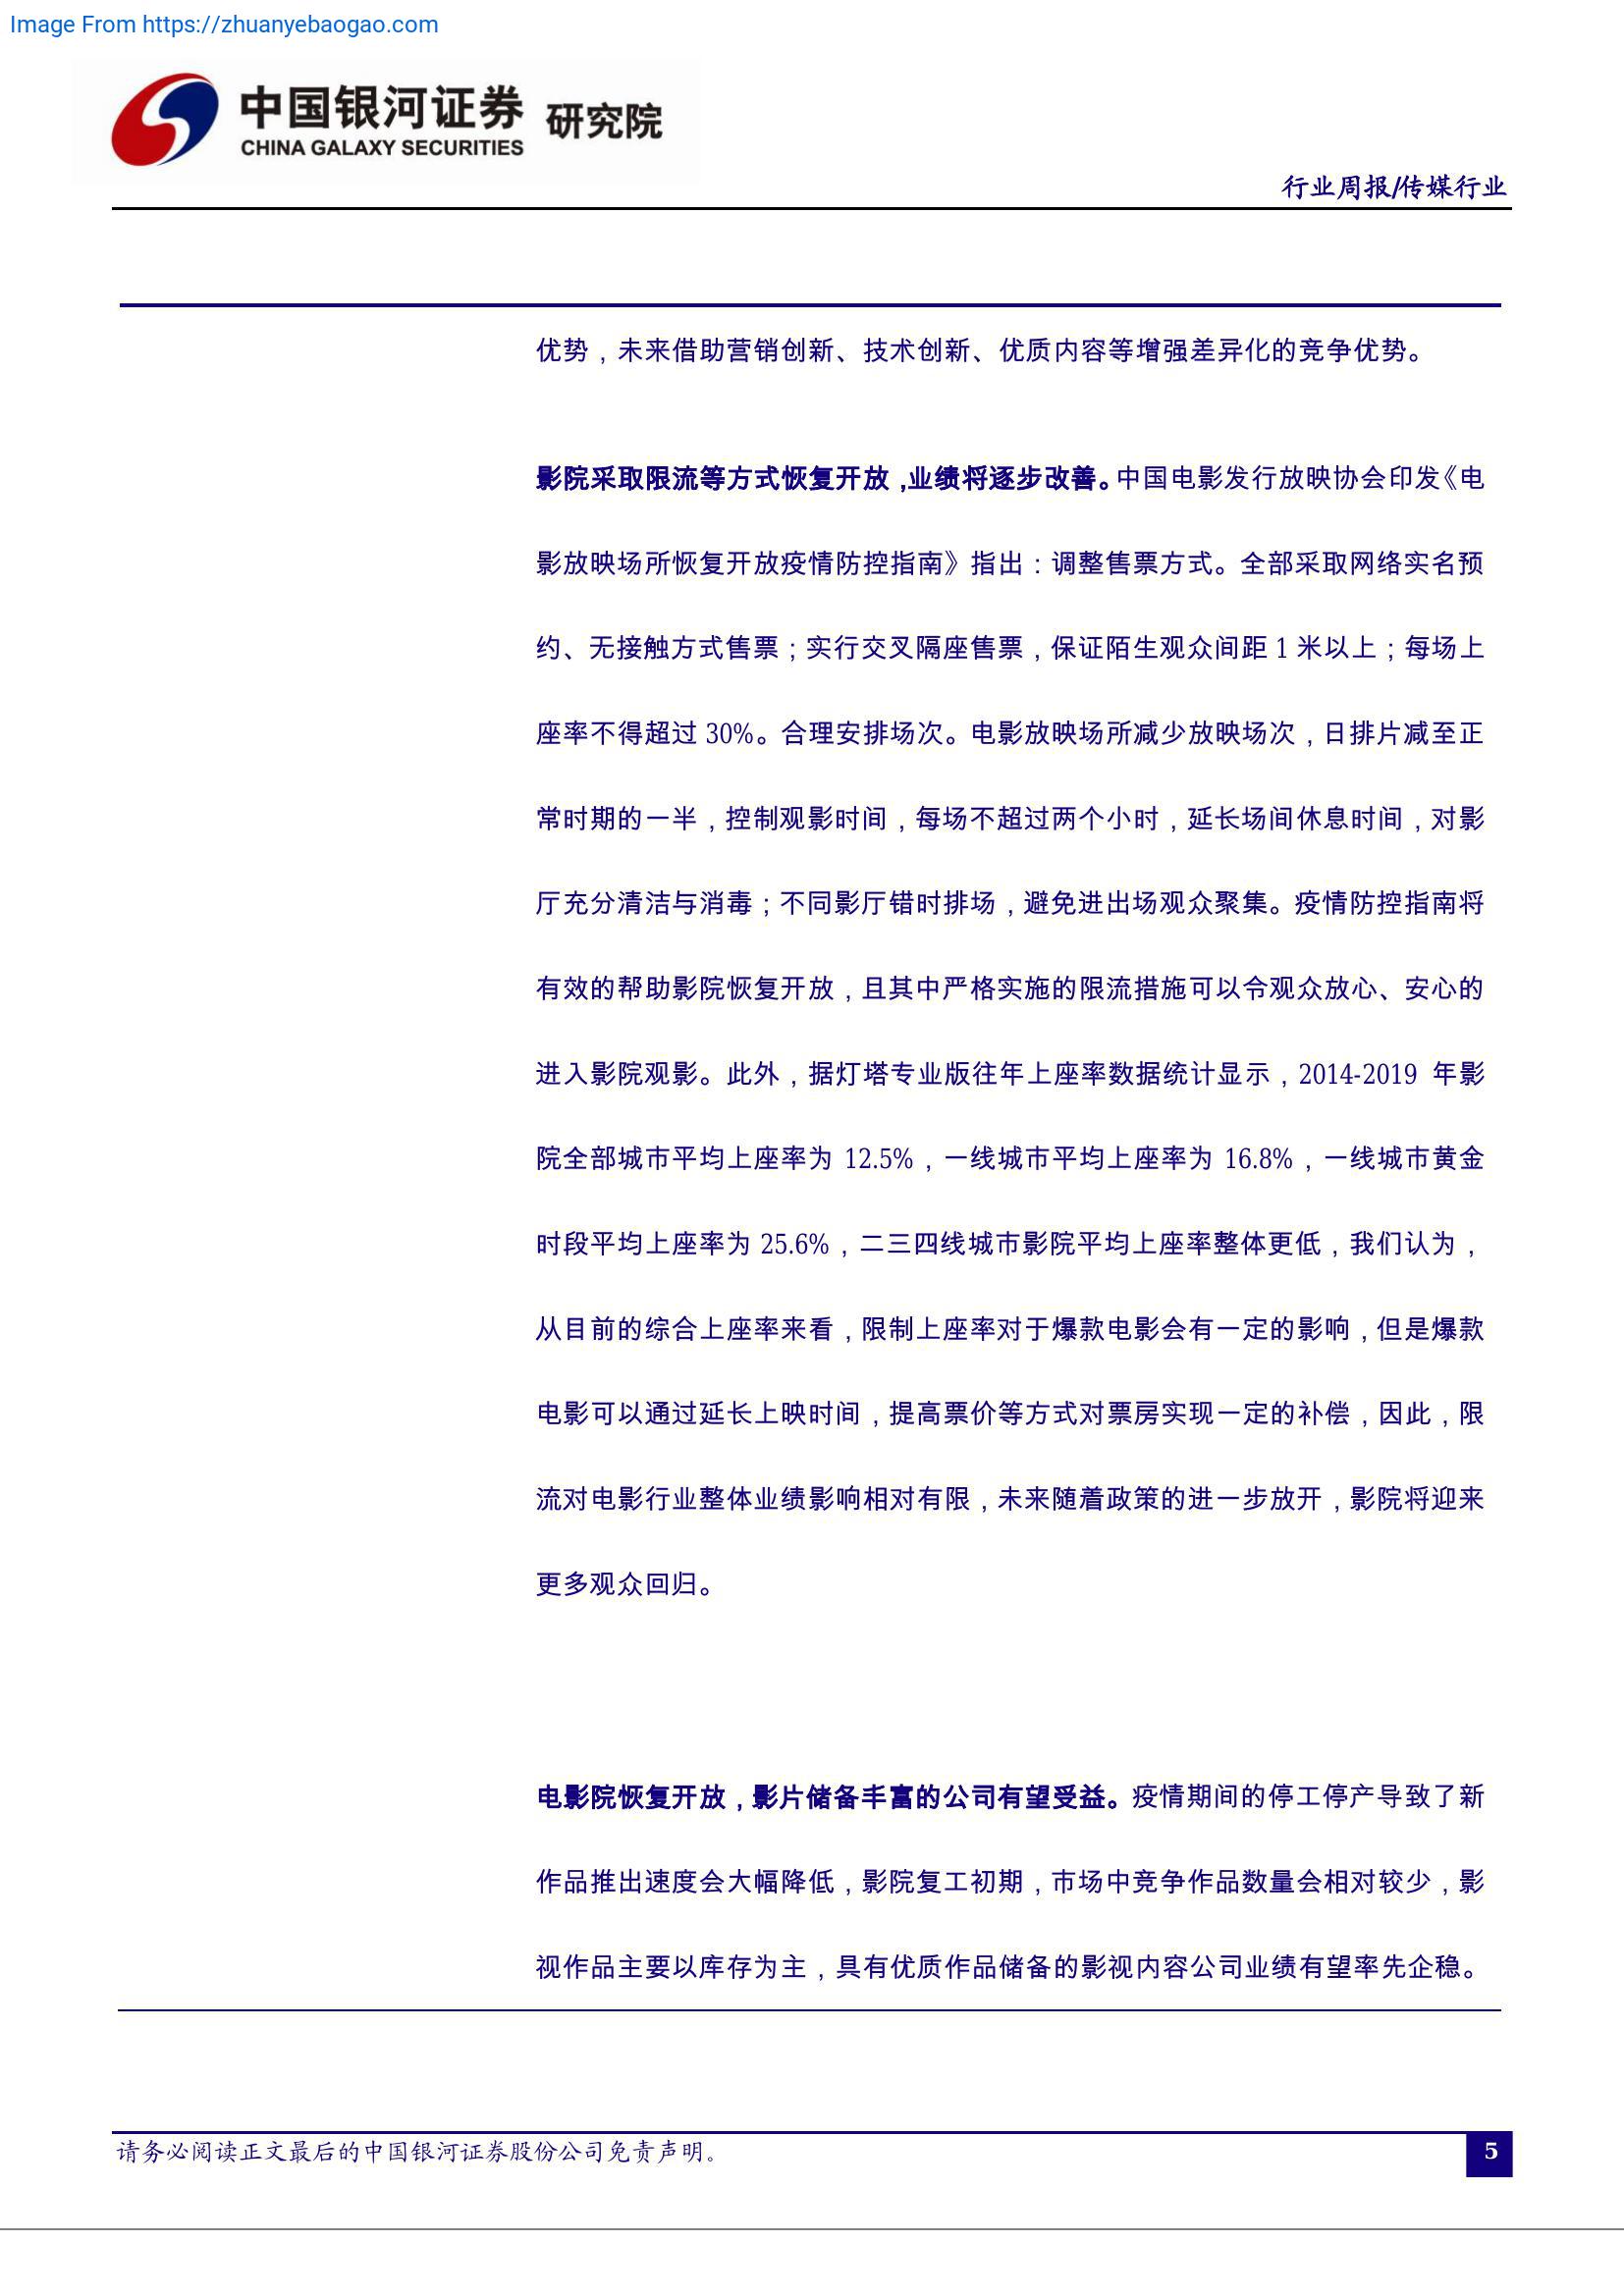 Image From https://zhuanyebaogao.com
中国银河证券 研究院
CHINA GALAXY SECURITIES
行业周报/传媒行业
优势，未来借助营销创新、技术创新、优质内容等增强差异化的竞争优势。
影院采取限流等方式恢复开放，业绩将逐步改善。中国电影发行放映协会印发《电
影放映场所恢复开放疫情防控指南》指出：调整售票方式。全部采取网络实名预
约、无接触方式售票；实行交叉隔座售票，保证陌生观众间距 1 米以上；每场上
座率不得超过 30%。合理安排场次。电影放映场所减少放映场次，日排片减至正
常时期的一半，控制观影时间，每场不超过两个小时，延长场间休息时间，对影
厅充分清洁与消毒；不同影厅错时排场，避免进出场观众聚集。疫情防控指南将
有效的帮助影院恢复开放，且其中严格实施的限流措施可以令观众放心、安心的
进入影院观影。此外，据灯塔专业版往年上座率数据统计显示，2014-2019 年影
院全部城市平均上座率为 12.5%，一线城市平均上座率为 16.8%，一线城市黄金
时段平均上座率为 25.6%，二三四线城市影院平均上座率整体更低，我们认为，
从目前的综合上座率来看，限制上座率对于爆款电影会有一定的影响，但是爆款
电影可以通过延长上映时间，提高票价等方式对票房实现一定的补偿，因此，限
流对电影行业整体业绩影响相对有限，未来随着政策的进一步放开，影院将迎来
更多观众回归。
电影院恢复开放，影片储备丰富的公司有望受益。疫情期间的停工停产导致了新
作品推出速度会大幅降低，影院复工初期，市场中竞争作品数量会相对较少，影
视作品主要以库存为主，具有优质作品储备的影视内容公司业绩有望率先企稳。
请务必阅读正文最后的中国银河证券股份公司免责声明。
5